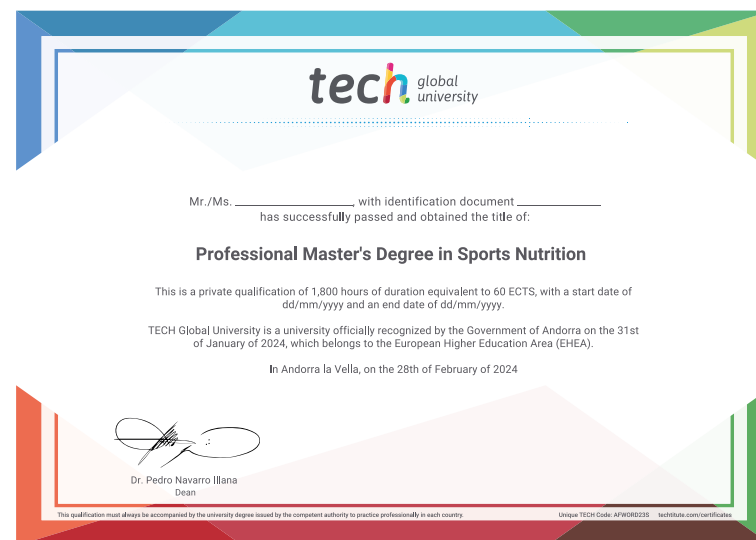 tech global university
Mr./Ms. ____________, with identification document ____________
has successfully passed and obtained the title of:
Professional Master's Degree in Sports Nutrition
This is a private qualification of 1,800 hours of duration equivalent to 60 ECTS, with a start date of
dd/mm/yyyy and an end date of dd/mm/yyyy.
TECH Global University is a university officially recognized by the Government of Andorra on the 31st
of January of 2024, which belongs to the European Higher Education Area (EHEA).
In Andorra la Vella, on the 28th of February of 2024
Dr. Pedro Navarro Illana
Dean
This qualification must always be accompanied by the university degree issued by the competent authority to practice professionally in each country. Unique TECH Code: AFWORD23S techtitute.com/certificates